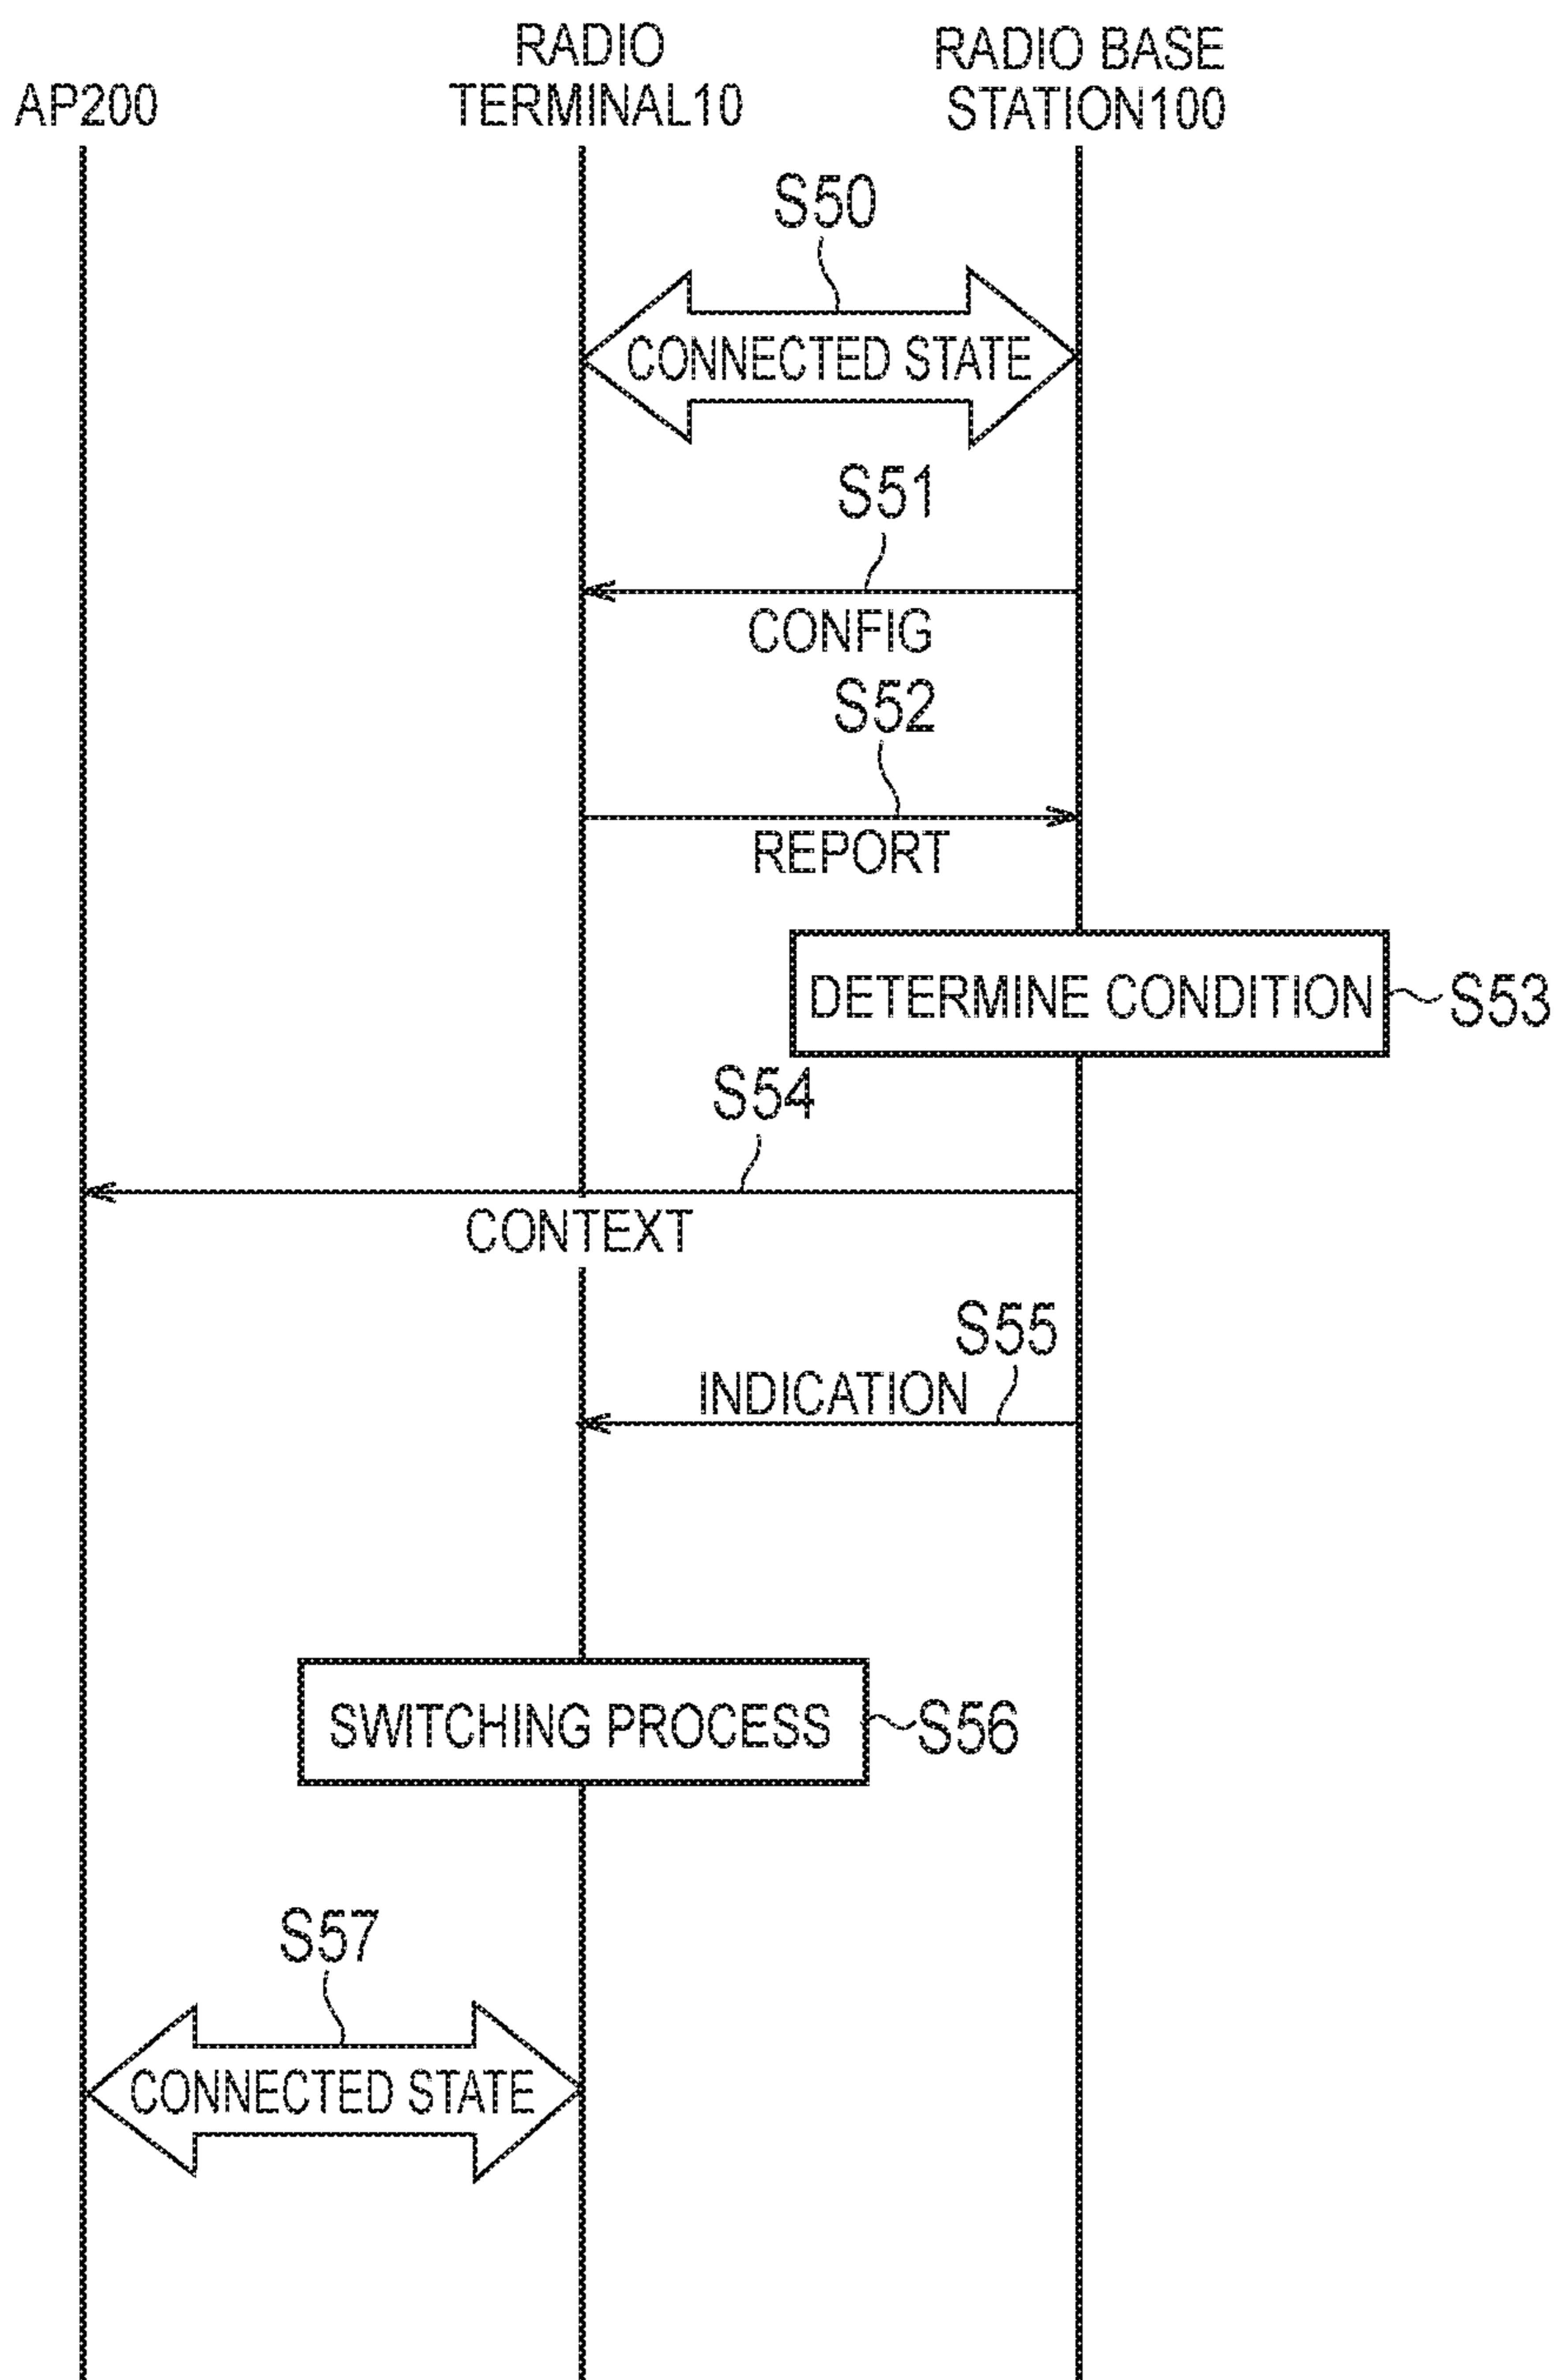 AP200
RADIO
TERMINAL10
RADIO BASE
STATION100
S50
CONNECTED STATE
S51
CONFIG
S52
REPORT
DETERMINE CONDITION
S53
S54
CONTEXT
S55
INDICATION
SWITCHING PROCESS
S56
S57
CONNECTED STATE